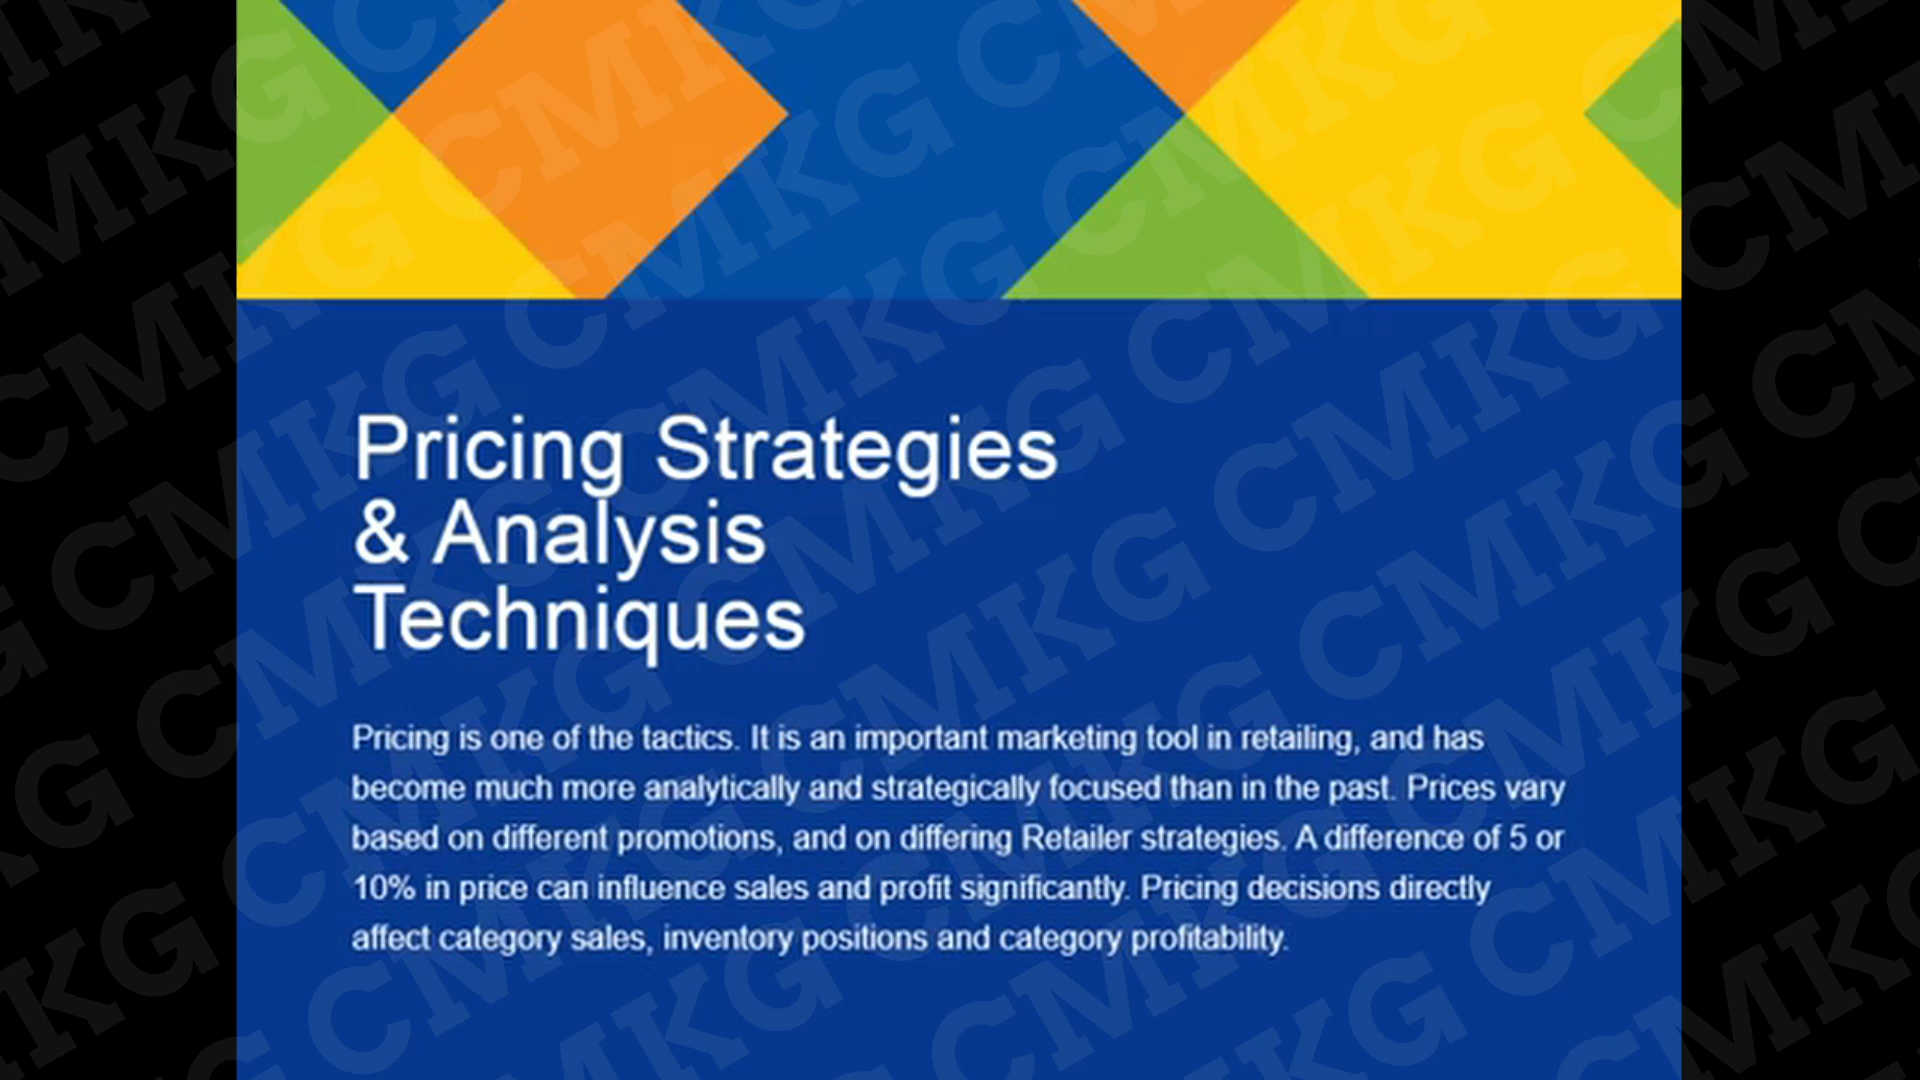 Pricing Strategies
& Analysis
Techniques
Pricing is one of the tactics. It is an important marketing tool in retailing, and has
become much more analytically and strategically focused than in the past. Prices vary
based on different promotions, and on differing Retailer strategies. A difference of 5 or
10% in price can influence sales and profit significantly. Pricing decisions directly
affect category sales, inventory positions and category profitability.
CMKG